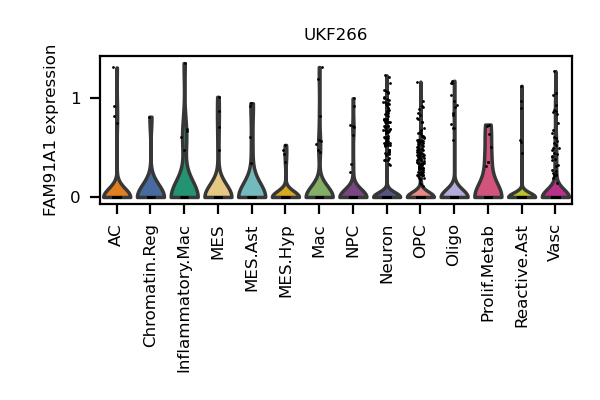 UKF266
FAM91A1 expression
1
0
AC
Chromatin.Reg
Inflammatory.Mac
MES
MES.Ast
MES.Hyp
Mac
NPC
Neuron
OPC
Oligo
Prolif.Metab
Reactive.Ast
Vasc